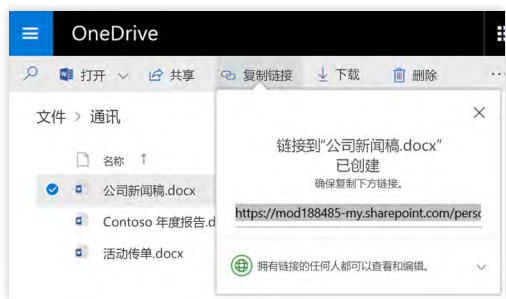 OneDrive
打开 共享 复制链接 下载 删除 ...
文件 > 通讯
名称 ↑
公司新闻稿.docx
Contoso 年度报告.d
活动传单.docx
链接到“公司新闻稿.docx”
已创建
确保复制下方链接。
https://mod188485-my.sharepoint.com/perso
拥有链接的任何人都可以查看和编辑。